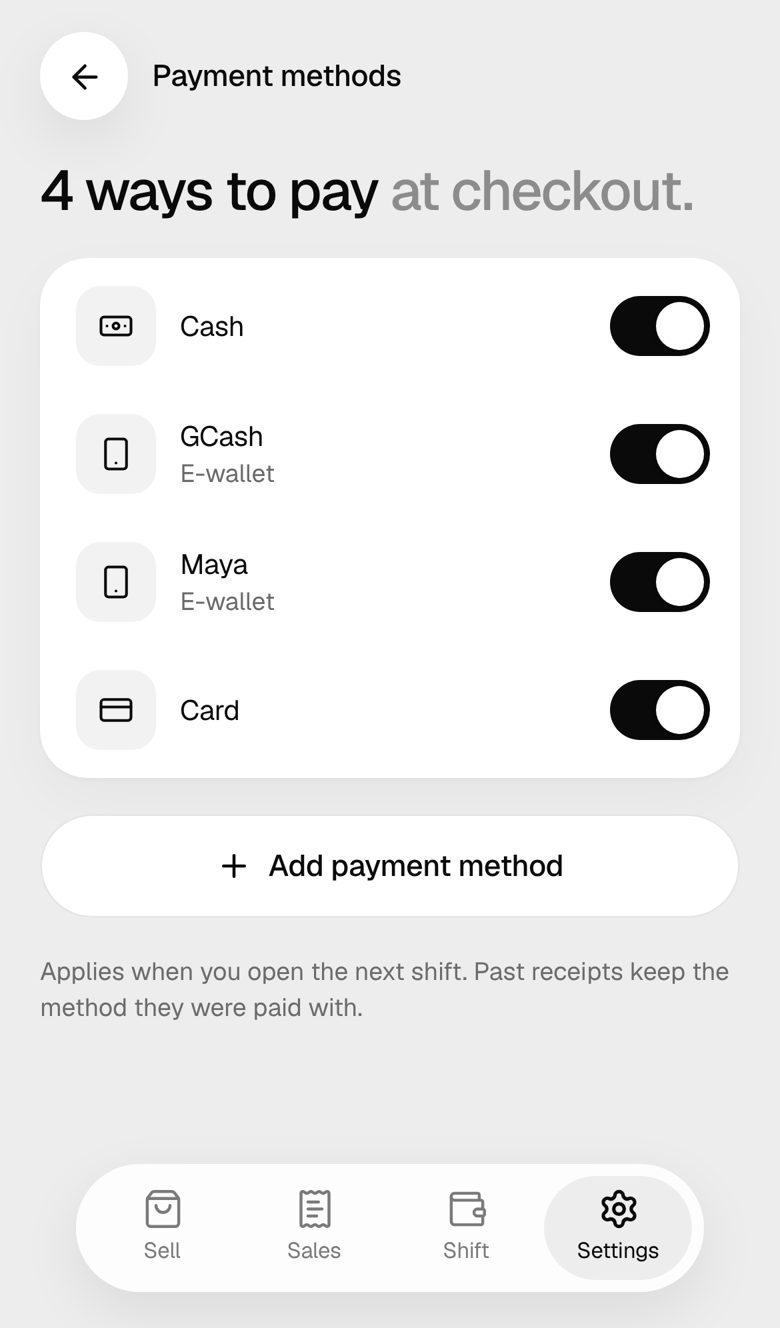 Payment methods
4 ways to pay at checkout.
Cash
GCash
E-wallet
Maya
E-wallet
Card
Add payment method
Applies when you open the next shift. Past receipts keep the
method they were paid with.
Sell
Sales
Shift
Settings